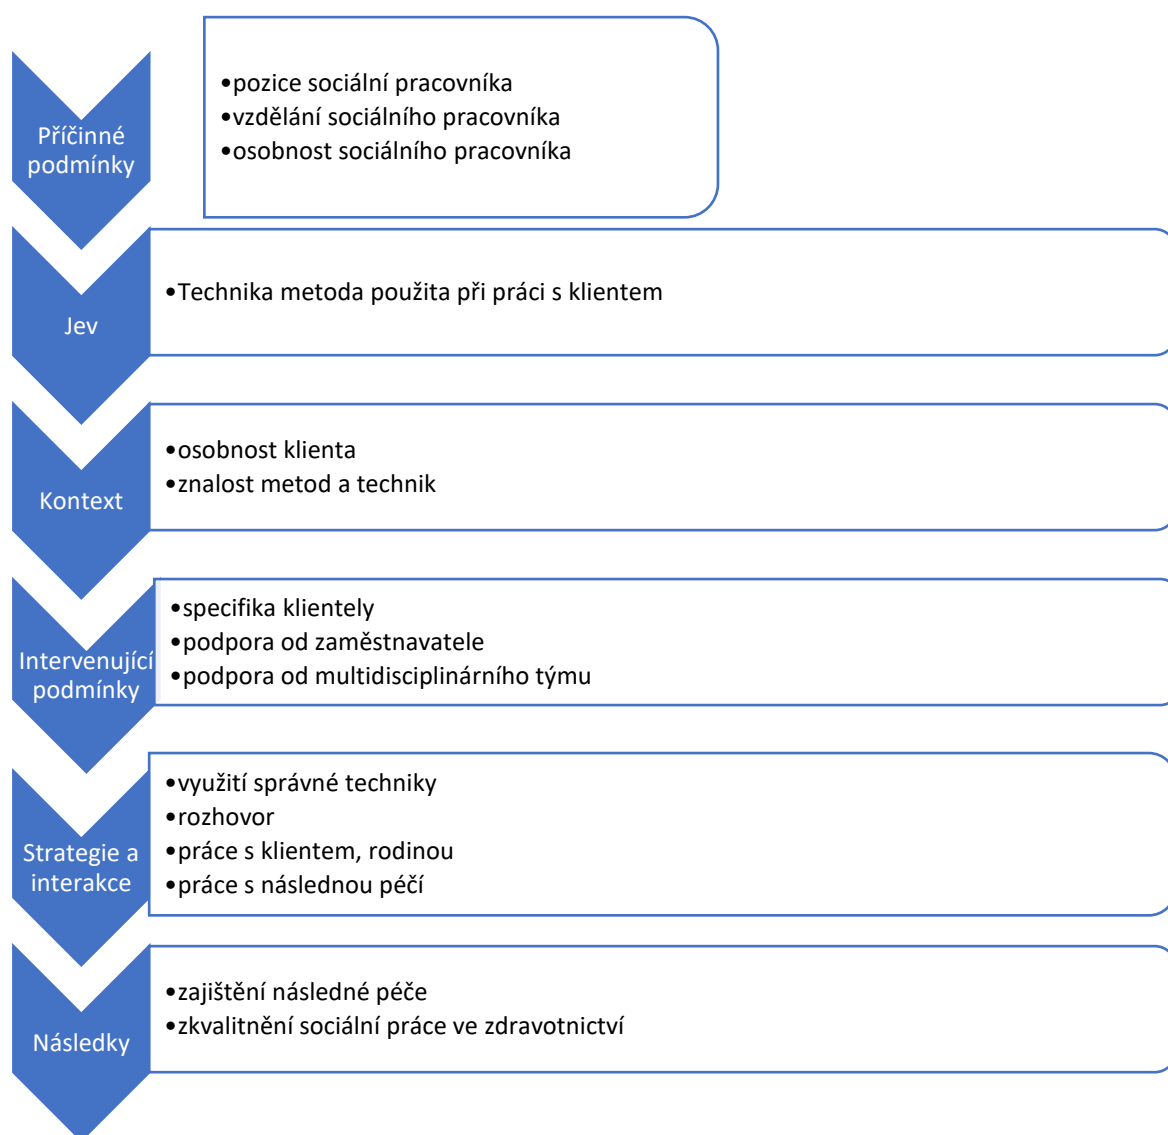 Příčinné
podmínky
•pozice sociální pracovníka
•vzdělání sociálního pracovníka
•osobnost sociálního pracovníka
Jev
•Technika metoda použita při práci s klientem
Kontext
•osobnost klienta
•znalost metod a technik
Intervenující
podmínky
•specifika klientely
•podpora od zaměstnavatele
•podpora od multidisciplinárního týmu
Strategie a
interakce
•využití správné techniky
•rozhovor
•práce s klientem, rodinou
•práce s následnou péčí
Následky
•zajištění následné péče
•zkvalitnění sociální práce ve zdravotnictví